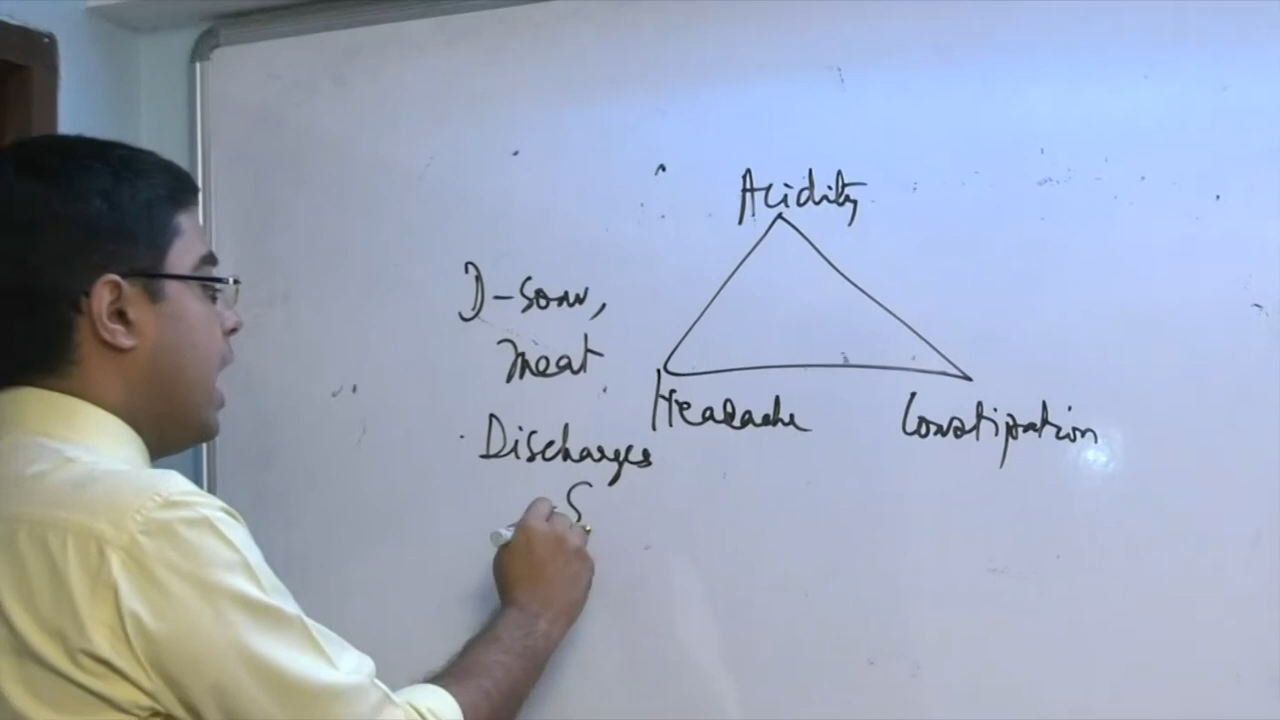 Acidity
D-sour,
meat
Headache
Constipation
Discharges
S